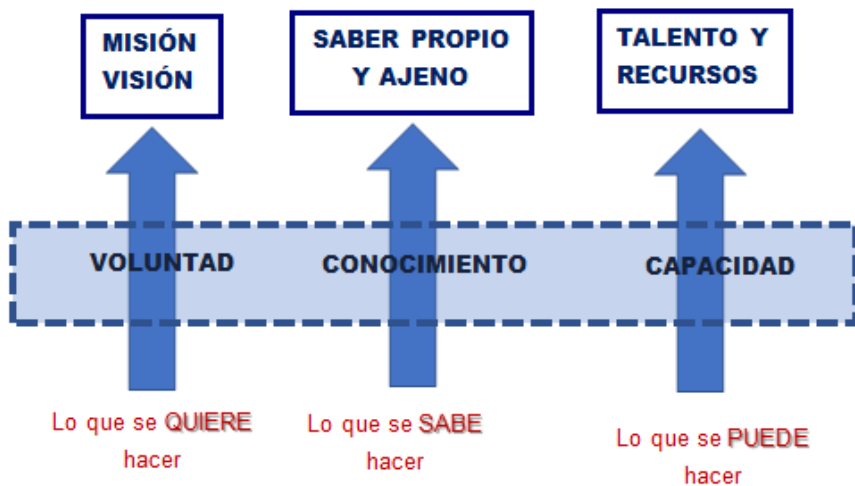 MISIÓN
VISIÓN
SABER PROPIO
Y AJENO
TALENTO Y
RECURSOS
VOLUNTAD
CONOCIMIENTO
CAPACIDAD
Lo que se QUIERE
hacer
Lo que se SABE
hacer
Lo que se PUEDE
hacer